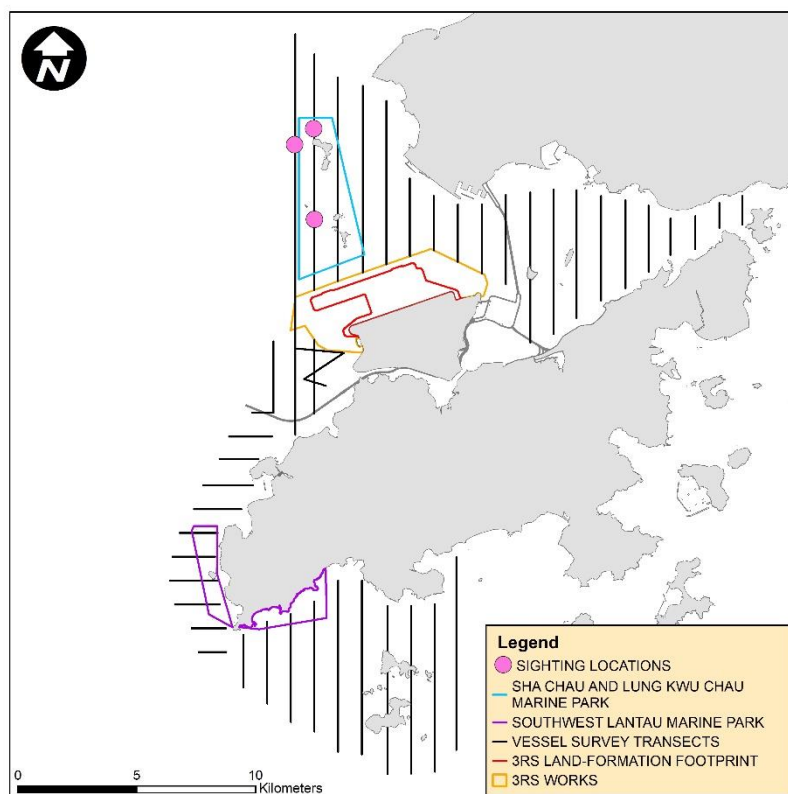 N
Legend
SIGHTING LOCATIONS
SHA CHAU AND LUNG KWU CHAU
MARINE PARK
SOUTHWEST LANTAU MARINE PARK
VESSEL SURVEY TRANSECTS
3RS LAND-FORMATION FOOTPRINT
3RS WORKS
0 5 10
Kilometers